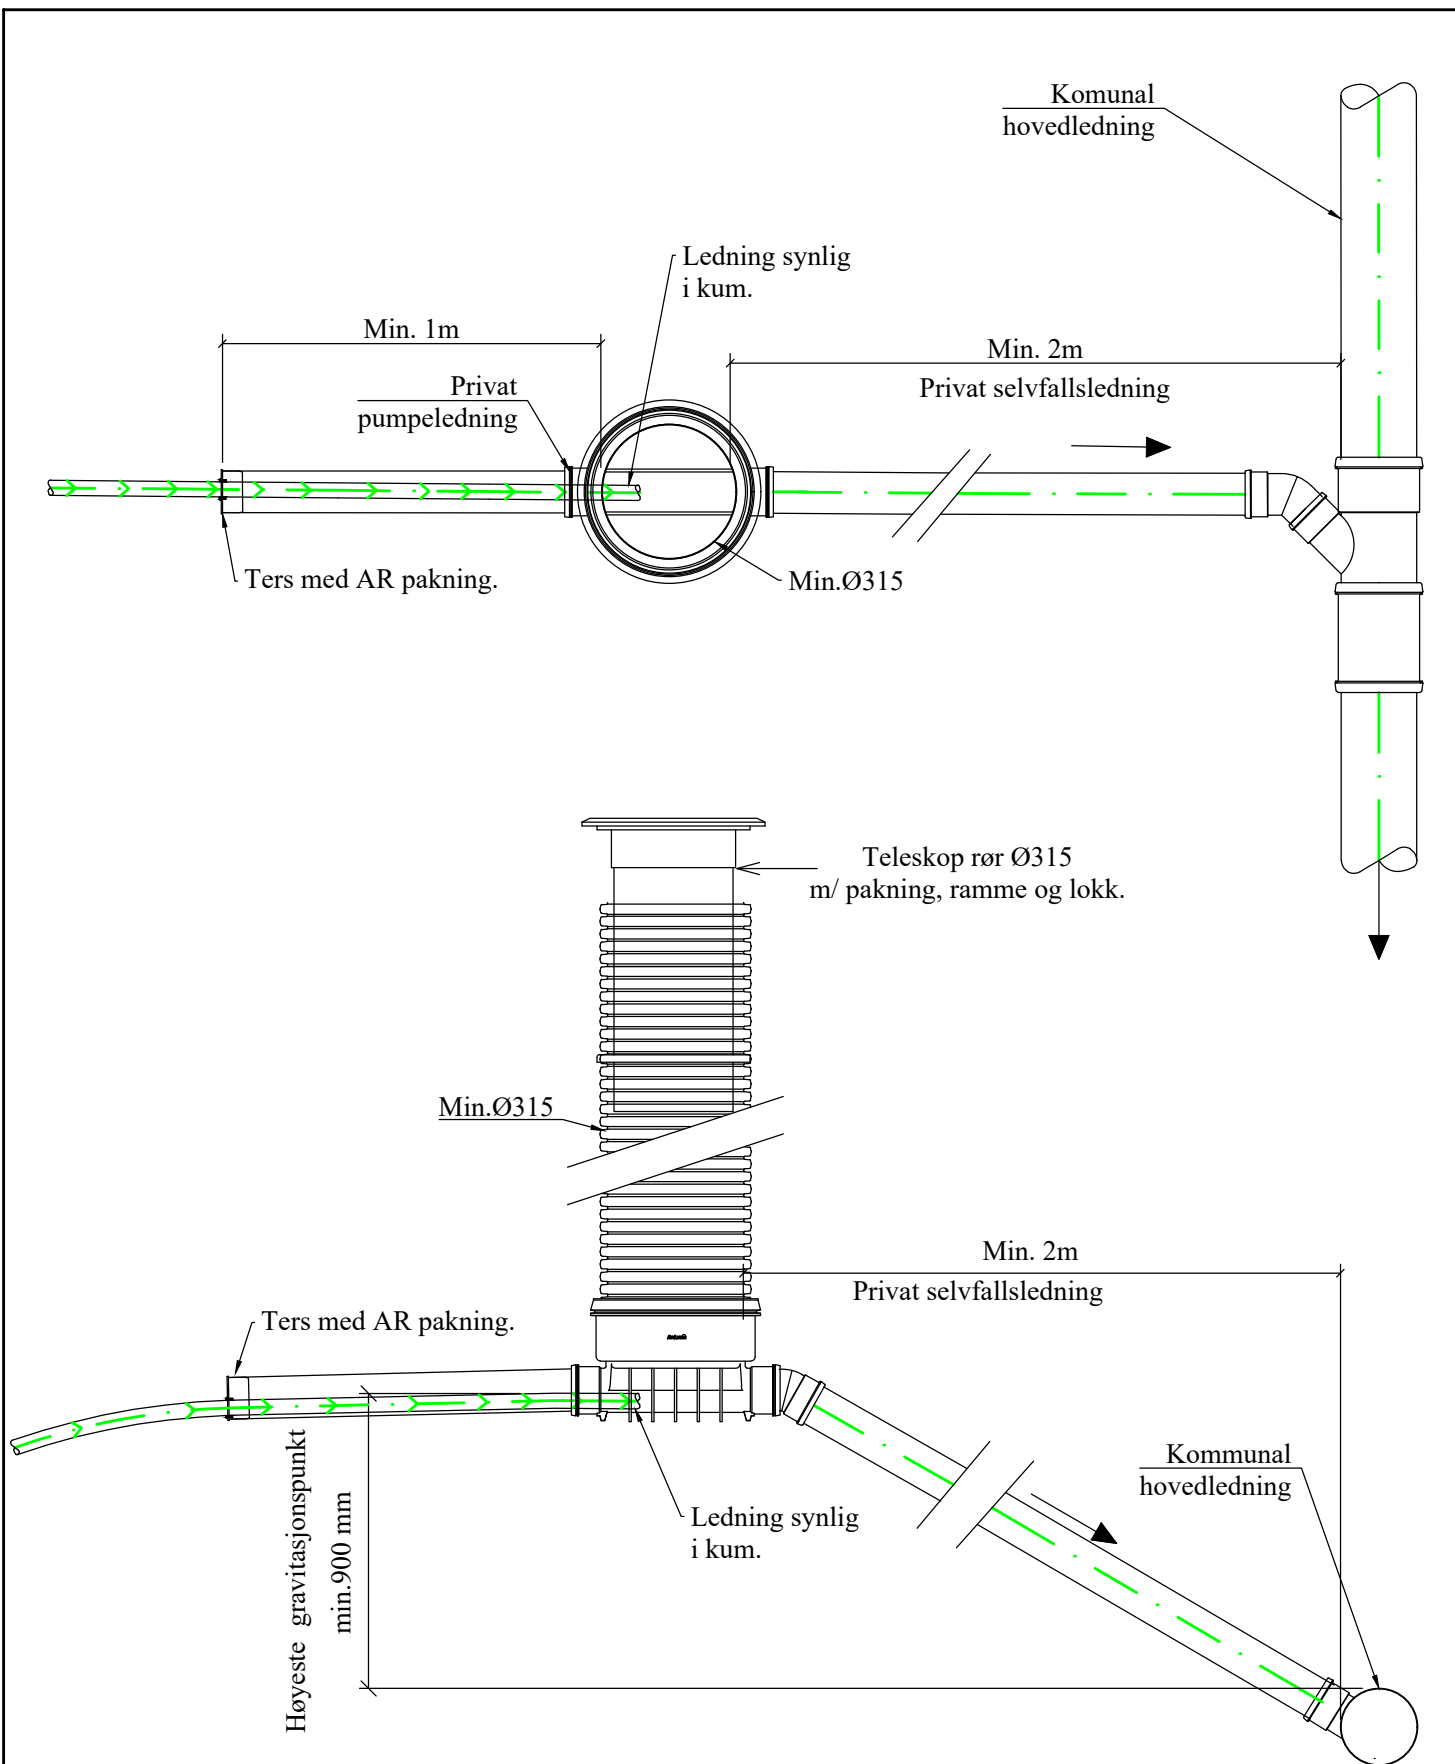 Komunal
hovedledning
Ledning synlig
i kum.
Min. 1m
Min. 2m
Privat
pumpeledning
Privat selvfallsledning
Ters med AR pakning.
Min.Ø315
Teleskop rør Ø315
m/ pakning, ramme og lokk.
Min.Ø315
Min. 2m
Privat selvfallsledning
Ters med AR pakning.
Kommunal
hovedledning
Ledning synlig
i kum.
Høyeste gravitasjonspunkt
min.900 mm